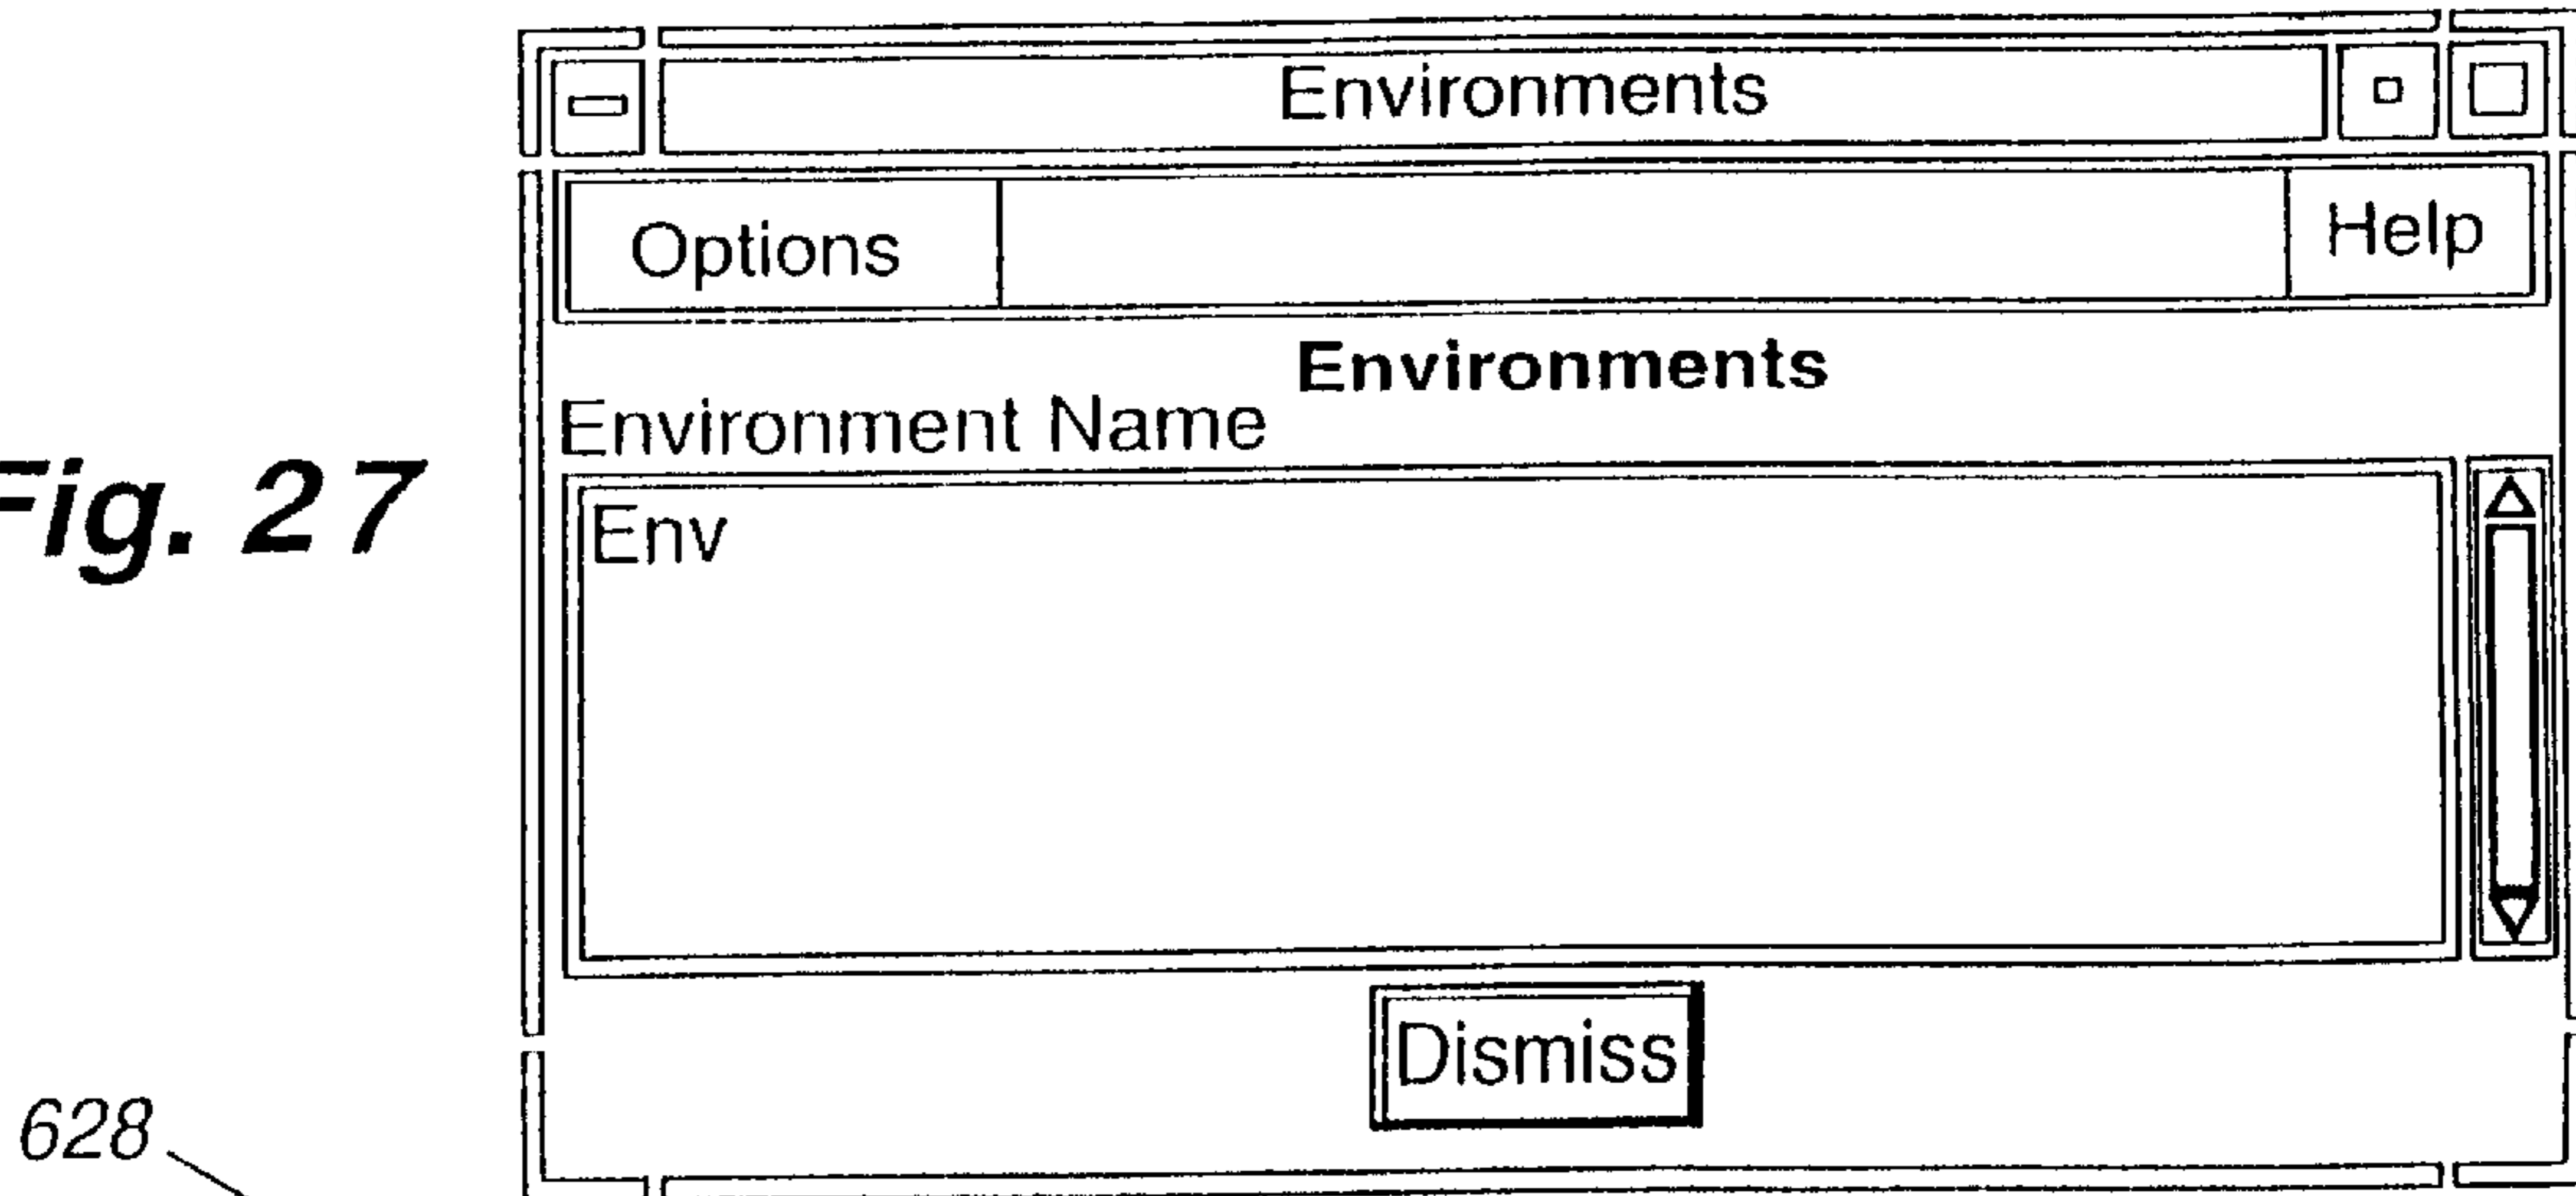 Environments
Options Help
Environments
Environment Name
Fig. 27
Env
Dismiss
628